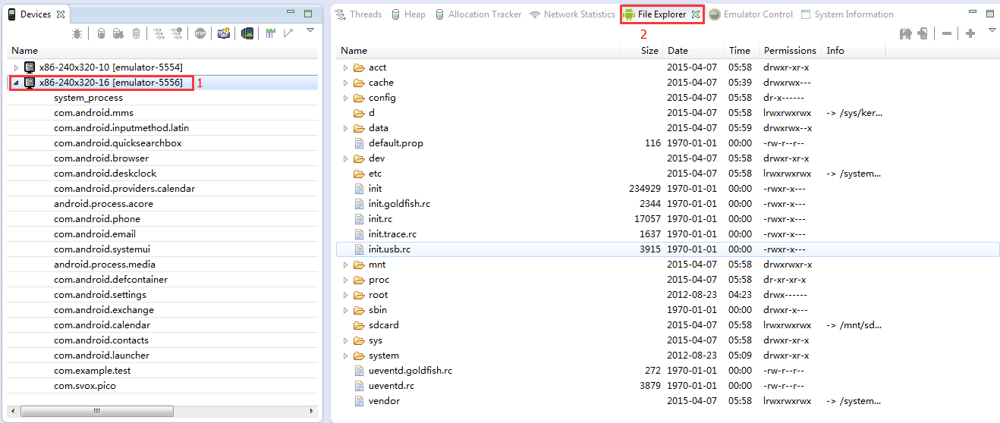 Devices
Name
x86-240x320-10 [emulator-5554]
x86-240x320-16 [emulator-5556] 1
system_process
com.android.mms
com.android.inputmethod.latin
com.android.quicksearchbox
com.android.browser
com.android.deskclock
com.android.providers.calendar
android.process.acore
com.android.phone
com.android.email
com.android.systemui
android.process.media
com.android.defcontainer
com.android.settings
com.android.exchange
com.android.calendar
com.android.contacts
com.android.launcher
com.example.test
com.svox.pico
Threads Heap Allocation Tracker Network Statistics File Explorer Emulator Control System Information
2
Name Size Date Time Permissions Info
acct 2015-04-07 05:58 drwxr-xr-x
cache 2015-04-07 05:39 drwxrwx---
config 2015-04-07 05:58 dr-x------
d 2015-04-07 05:58 lrwxrwxrwx -> /sys/ker...
data 2015-04-07 05:59 drwxrwx--x
default.prop 116 1970-01-01 00:00 -rw-r--r--
dev 2015-04-07 05:58 drwxr-xr-x
etc 2015-04-07 05:58 lrwxrwxrwx -> /system...
init 234929 1970-01-01 00:00 -rwxr-x---
init.goldfish.rc 2344 1970-01-01 00:00 -rwxr-x---
init.rc 17057 1970-01-01 00:00 -rwxr-x---
init.trace.rc 1637 1970-01-01 00:00 -rwxr-x---
init.usb.rc 3915 1970-01-01 00:00 -rwxr-x---
mnt 2015-04-07 05:58 drwxrwxr-x
proc 2015-04-07 05:58 dr-xr-xr-x
root 2012-08-23 04:23 drwx------
sbin 1970-01-01 00:00 drwxr-x---
sdcard 2015-04-07 05:58 lrwxrwxrwx -> /mnt/sd...
sys 2015-04-07 05:58 drwxr-xr-x
system 2012-08-23 05:09 drwxr-xr-x
ueventd.goldfish.rc 272 1970-01-01 00:00 -rw-r--r--
ueventd.rc 3879 1970-01-01 00:00 -rw-r--r--
vendor 2015-04-07 05:58 lrwxrwxrwx -> /system...